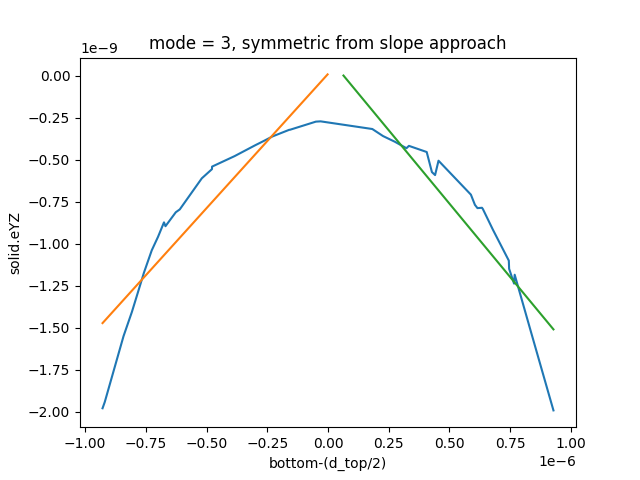 mode = 3, symmetric from slope approach
1e−9
0.00
−0.25
−0.50
−0.75
−1.00
−1.25
−1.50
−1.75
−2.00
solid.eYZ
−1.00 −0.75 −0.50 −0.25 0.00 0.25 0.50 0.75 1.00
bottom-(d_top/2)
1e−6